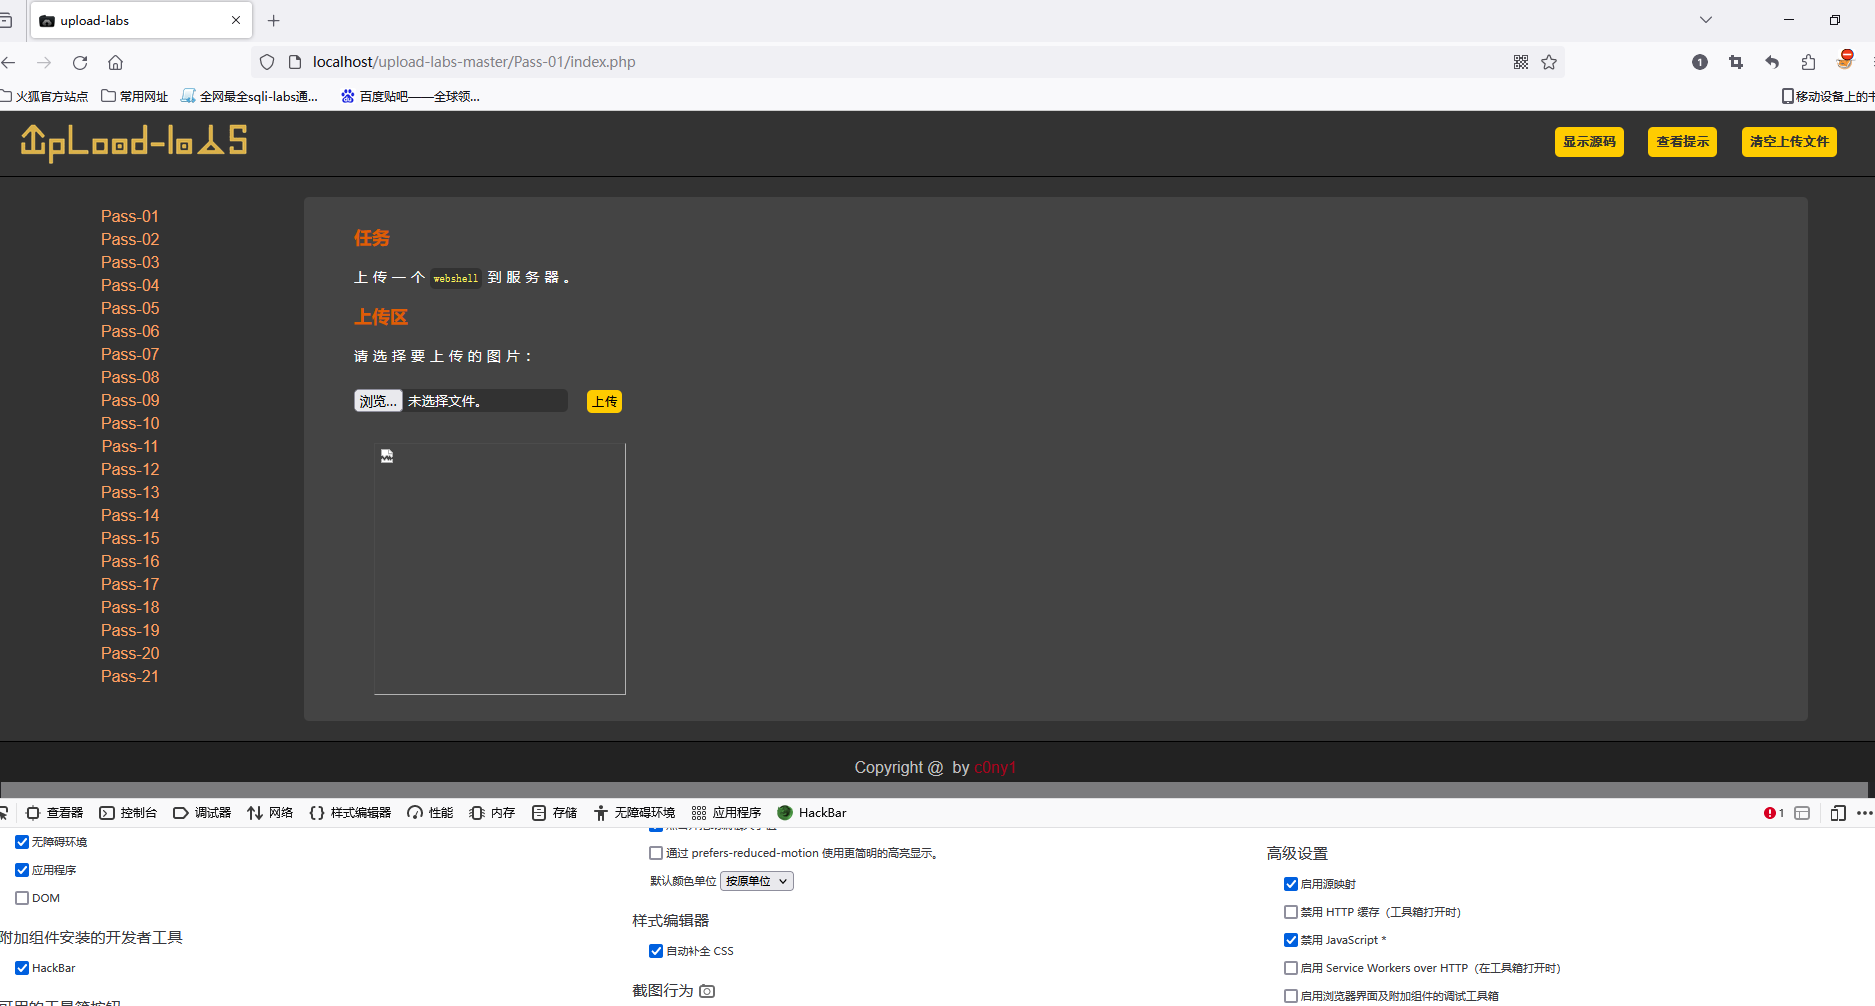 upload-labs
localhost/upload-labs-master/Pass-01/index.php
火狐官方站点 常用网址 全网最全sqli-labs通... 百度贴吧——全球领... 移动设备上的
UpLoad-labs
显示源码 查看提示 清空上传文件
Pass-01
Pass-02
Pass-03
Pass-04
Pass-05
Pass-06
Pass-07
Pass-08
Pass-09
Pass-10
Pass-11
Pass-12
Pass-13
Pass-14
Pass-15
Pass-16
Pass-17
Pass-18
Pass-19
Pass-20
Pass-21
任务
上传一个 webshell 到服务器。
上传区
请选择要上传的图片：
浏览... 未选择文件。 上传
Copyright @ by c0ny1
查看器 控制台 调试器 网络 样式编辑器 性能 内存 存储 无障碍环境 应用程序 HackBar 1
无障碍环境
应用程序
DOM
附加组件安装的开发者工具
HackBar
通过 prefers-reduced-motion 使用更简明的高亮显示。
默认颜色单位 按原单位
样式编辑器
自动补全 CSS
截图行为
高级设置
启用源映射
禁用 HTTP 缓存（工具箱打开时）
禁用 JavaScript *
启用 Service Workers over HTTP（在工具箱打开时）
启用浏览器界面及附加组件的调试工具箱